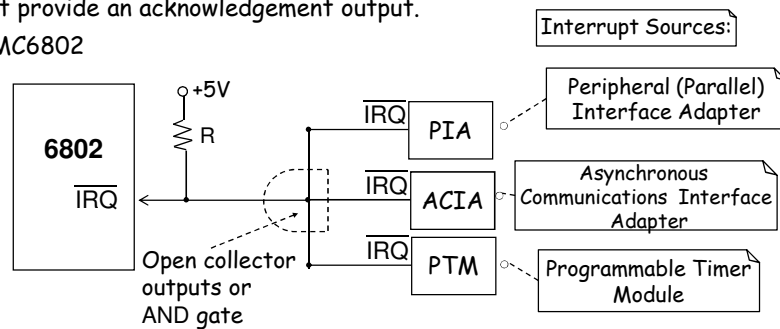 t provide an acknowledgement output.
MC6802
Interrupt Sources:
+5V
R
6802
IRQ
IRQ
PIA
Peripheral (Parallel)
Interface Adapter
IRQ
ACIA
Asynchronous
Communications Interface
Adapter
IRQ
PTM
Programmable Timer
Module
Open collector
outputs or
AND gate